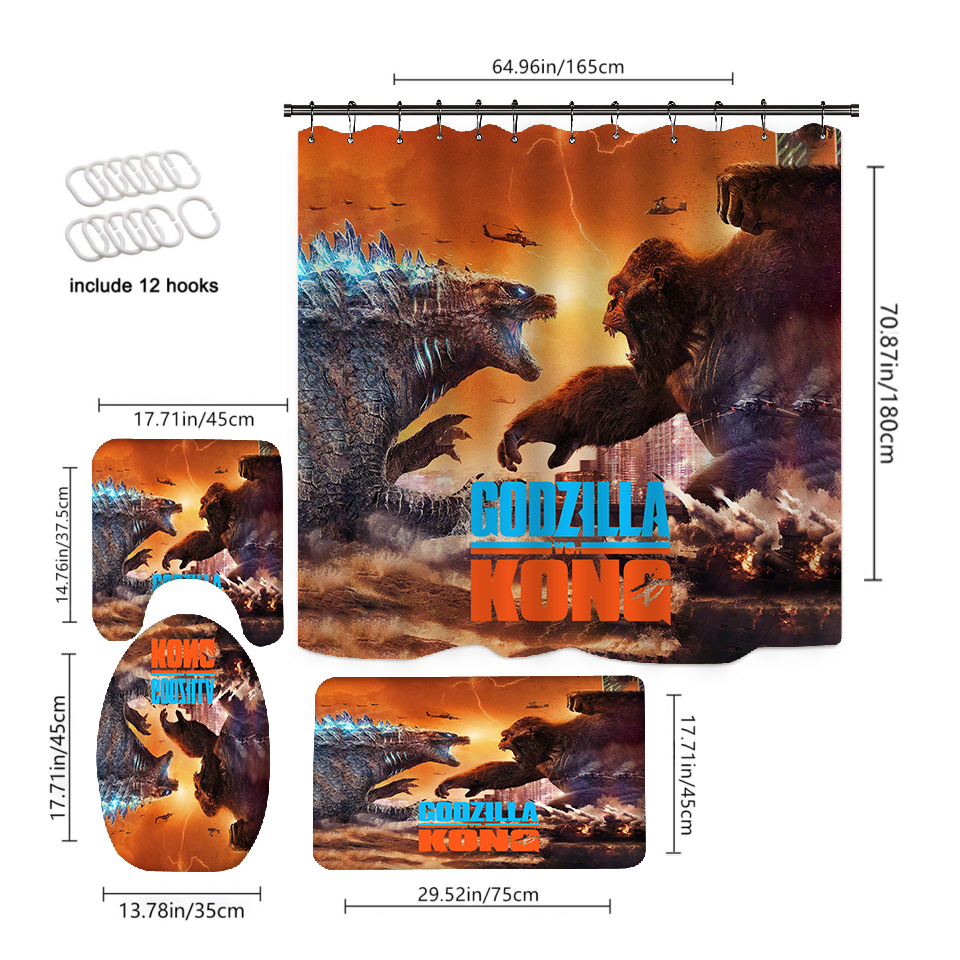 64.96in/165cm
include 12 hooks
70.87in/180cm
17.71in/45cm
14.76in/37.5cm
GODZILLA
VS.
KONG
GODZILLA
KONG
GODZILLA
17.71in/45cm
13.78in/35cm
GODZILLA
KONG
17.71in/45cm
29.52in/75cm